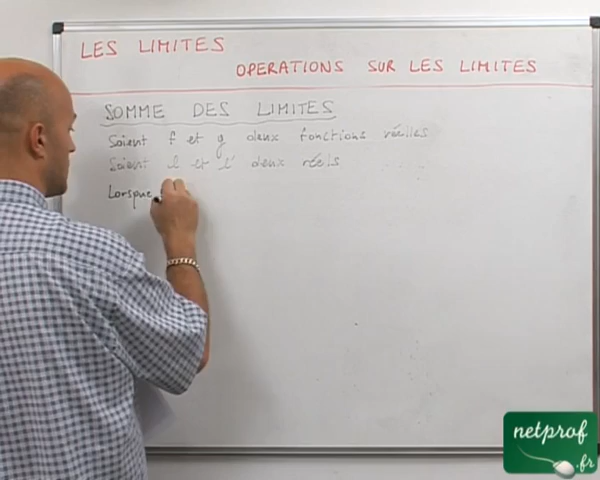 LES LIMITES
OPERATIONS SUR LES LIMITES
SOMME DES LIMITES
Soient f et g deux fonctions réelles
Soient l et l' deux réels
Lorsque
netprof
.fr